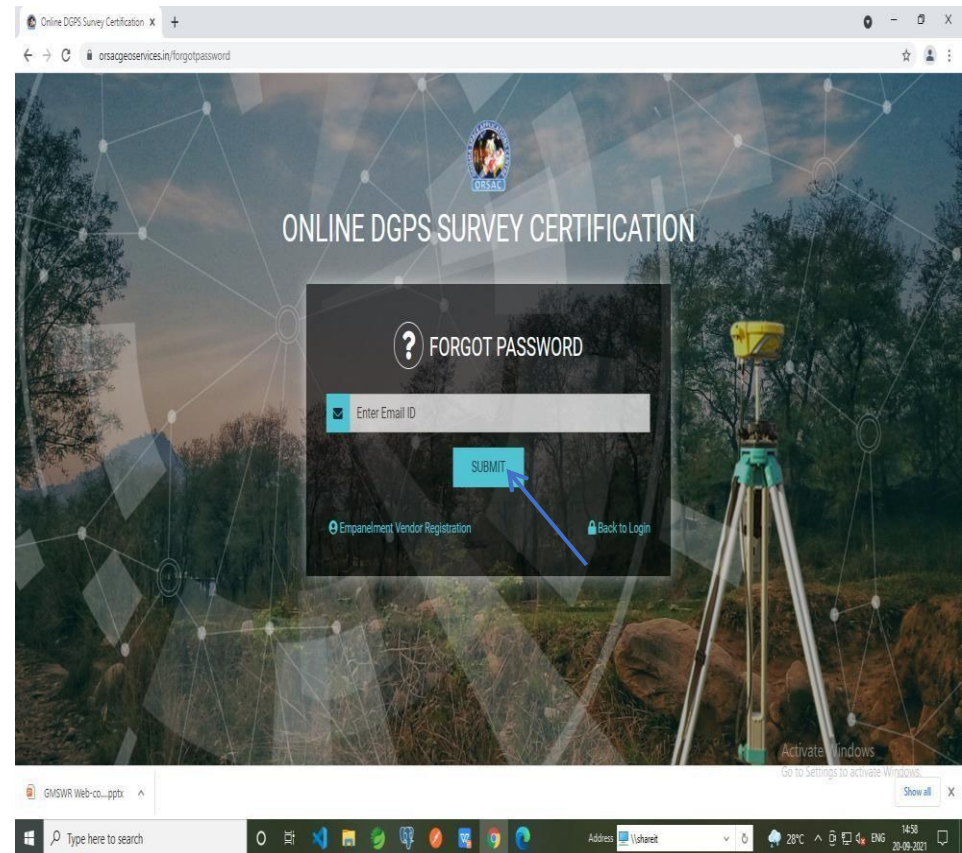 Online DGPS Survey Certification
orsacgeoservices.in/forgotpassword
ORSAC
ONLINE DGPS SURVEY CERTIFICATION
? FORGOT PASSWORD
Enter Email ID
SUBMIT
Empanelment Vendor Registration
Back to Login
Activate Windows
Go to Settings to activate Windows.
GMSWR Web-co....pptx
Show all
Type here to search
Address \\shareit
28°C
ENG
14:58
20-09-2021